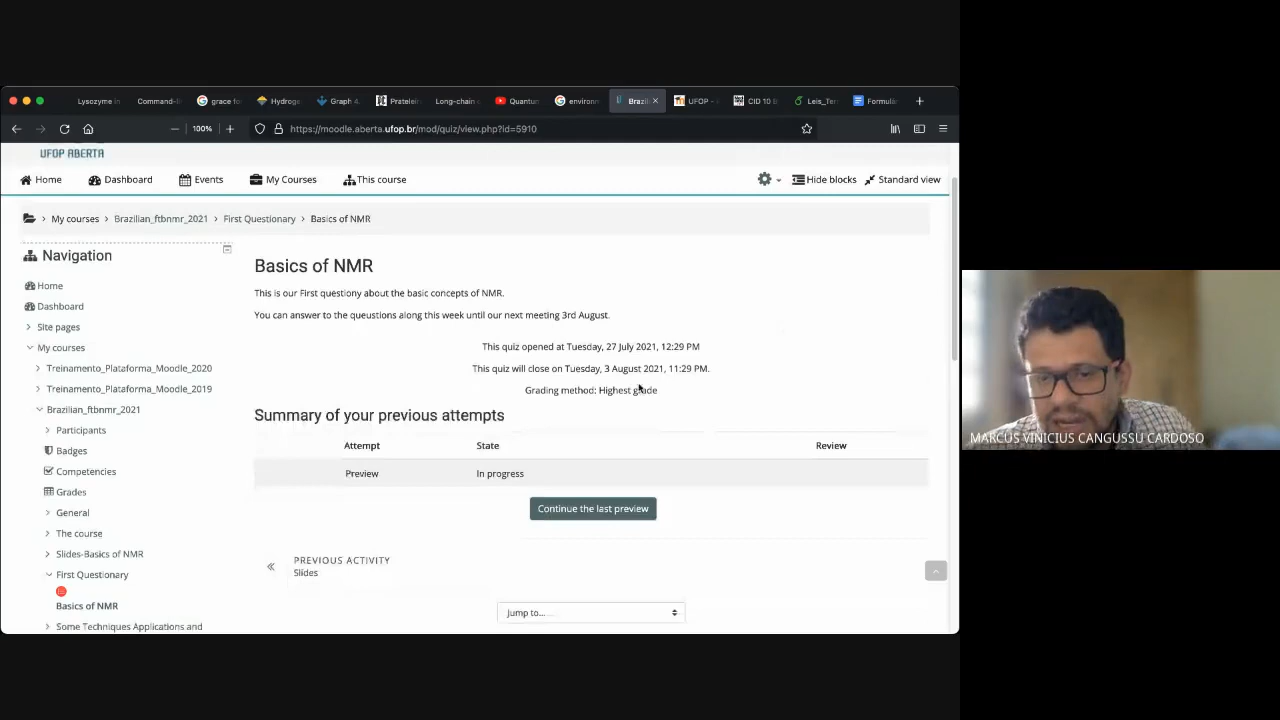 Lysozyme in
Command-
grace fo
Hydroge
Graph 4.
Pratelei
Long-chain
Quantu
environ
Brazil
UFOP -
CID 10 B
Leis_Ter
Formulár
100%
https://moodle.aberta.ufop.br/mod/quiz/view.php?id=5910
UFOP ABERTA
Home
Dashboard
Events
My Courses
This course
Hide blocks
Standard view
My courses > Brazilian_ftbnmr_2021 > First Questionary > Basics of NMR
Navigation
Home
Dashboard
Site pages
My courses
Treinamento_Plataforma_Moodle_2020
Treinamento_Plataforma_Moodle_2019
Brazilian_ftbnmr_2021
Participants
Badges
Competencies
Grades
General
The course
Slides-Basics of NMR
First Questionary
Basics of NMR
Some Techniques Applications and
Basics of NMR
This is our First questiony about the basic concepts of NMR.
You can answer to the queustions along this week until our next meeting 3rd August.
This quiz opened at Tuesday, 27 July 2021, 12:29 PM
This quiz will close on Tuesday, 3 August 2021, 11:29 PM.
Grading method: Highest grade
Summary of your previous attempts
Attempt State Review
Preview In progress
Continue the last preview
PREVIOUS ACTIVITY
Slides
Jump to...
MARCUS VINICIUS CANGUSSU CARDOSO